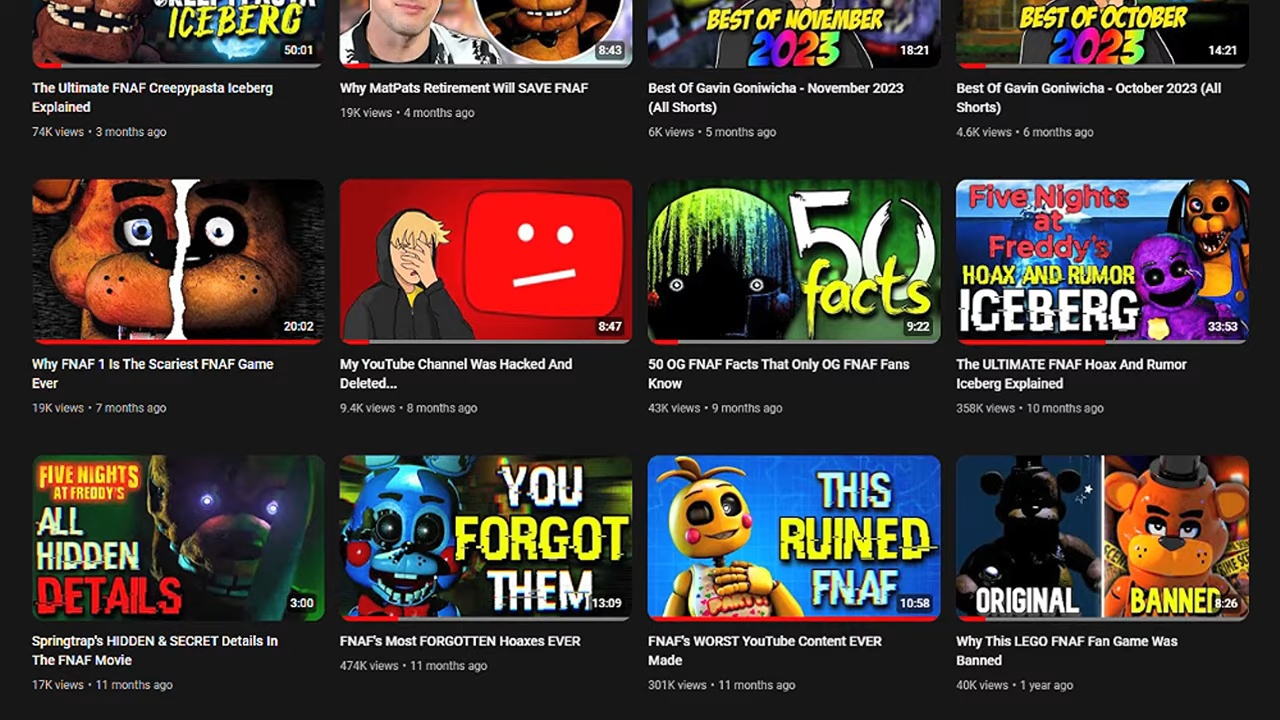 ICEBERG
50:01
8:43
BEST OF NOVEMBER
2023
18:21
BEST OF OCTOBER
2023
14:21
The Ultimate FNAF Creepypasta Iceberg
Explained
74K views • 3 months ago
Why MatPats Retirement Will SAVE FNAF
19K views • 4 months ago
Best Of Gavin Goniwicha - November 2023
(All Shorts)
6K views • 5 months ago
Best Of Gavin Goniwicha - October 2023 (All
Shorts)
4.6K views • 6 months ago
20:02
8:47
50
facts
9:22
Five Nights
at
Freddy's
HOAX AND RUMOR
ICEBERG
33:53
Why FNAF 1 Is The Scariest FNAF Game
Ever
19K views • 7 months ago
My YouTube Channel Was Hacked And
Deleted...
9.4K views • 8 months ago
50 OG FNAF Facts That Only OG FNAF Fans
Know
43K views • 9 months ago
The ULTIMATE FNAF Hoax And Rumor
Iceberg Explained
358K views • 10 months ago
FIVE NIGHTS
AT FREDDY'S
ALL
HIDDEN
DETAILS
3:00
YOU
FORGOT
THEM
13:09
THIS
RUINED
FNAF
10:58
ORIGINAL
BANNED
8:26
Springtrap's HIDDEN & SECRET Details In
The FNAF Movie
17K views • 11 months ago
FNAF's Most FORGOTTEN Hoaxes EVER
474K views • 11 months ago
FNAF's WORST YouTube Content EVER
Made
301K views • 11 months ago
Why This LEGO FNAF Fan Game Was
Banned
40K views • 1 year ago